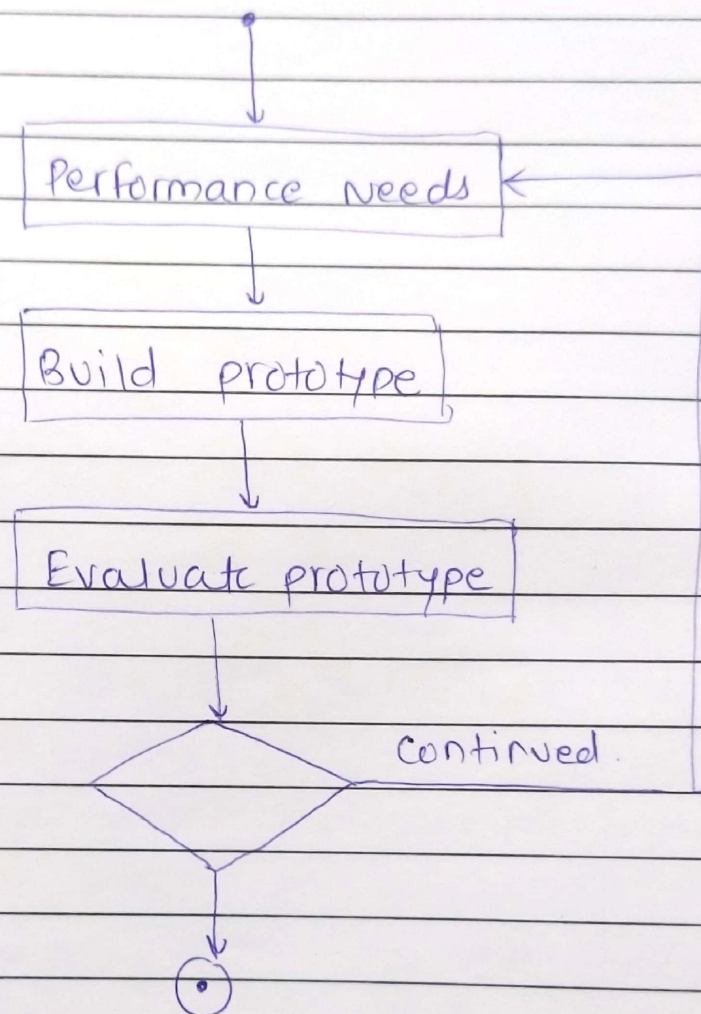 Performance Needs
Build prototype
Evaluate prototype
Continued.